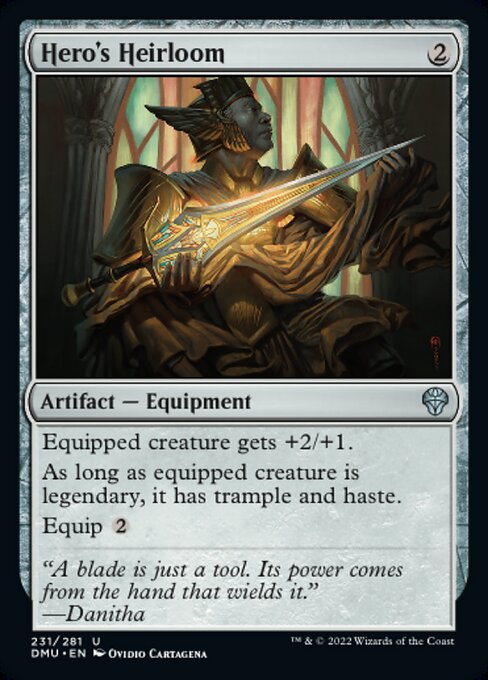 Hero's Heirloom 2
Artifact — Equipment
Equipped creature gets +2/+1.
As long as equipped creature is
legendary, it has trample and haste.
Equip 2
“A blade is just a tool. Its power comes
from the hand that wields it.”
—Danitha
231/281 U
DMU • EN Ovidio Cartagena
™ & © 2022 Wizards of the Coast